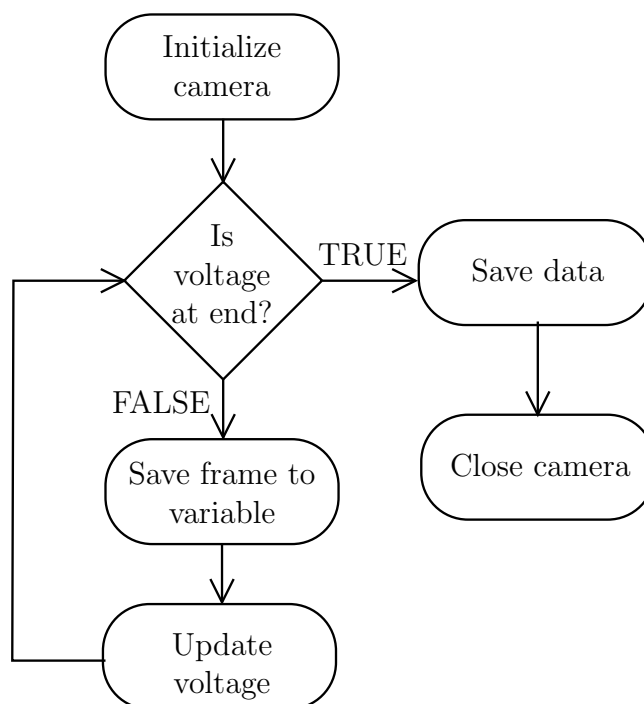 Initialize
camera
Is
voltage
at end?
TRUE
Save data
FALSE
Save frame to
variable
Close camera
Update
voltage